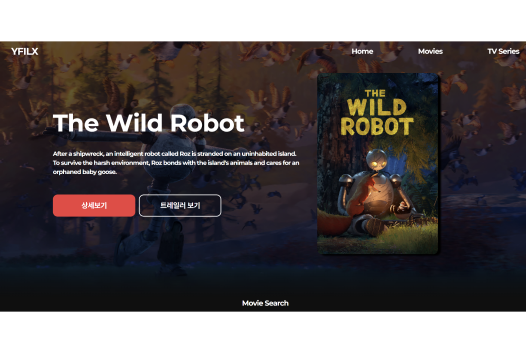 YFILX
Home
Movies
TV Series
The Wild Robot
After a shipwreck, an intelligent robot called Roz is stranded on an uninhabited island.
To survive the harsh environment, Roz bonds with the island's animals and cares for an
orphaned baby goose.
상세보기
트레일러 보기
THE
WILD
ROBOT
Movie Search